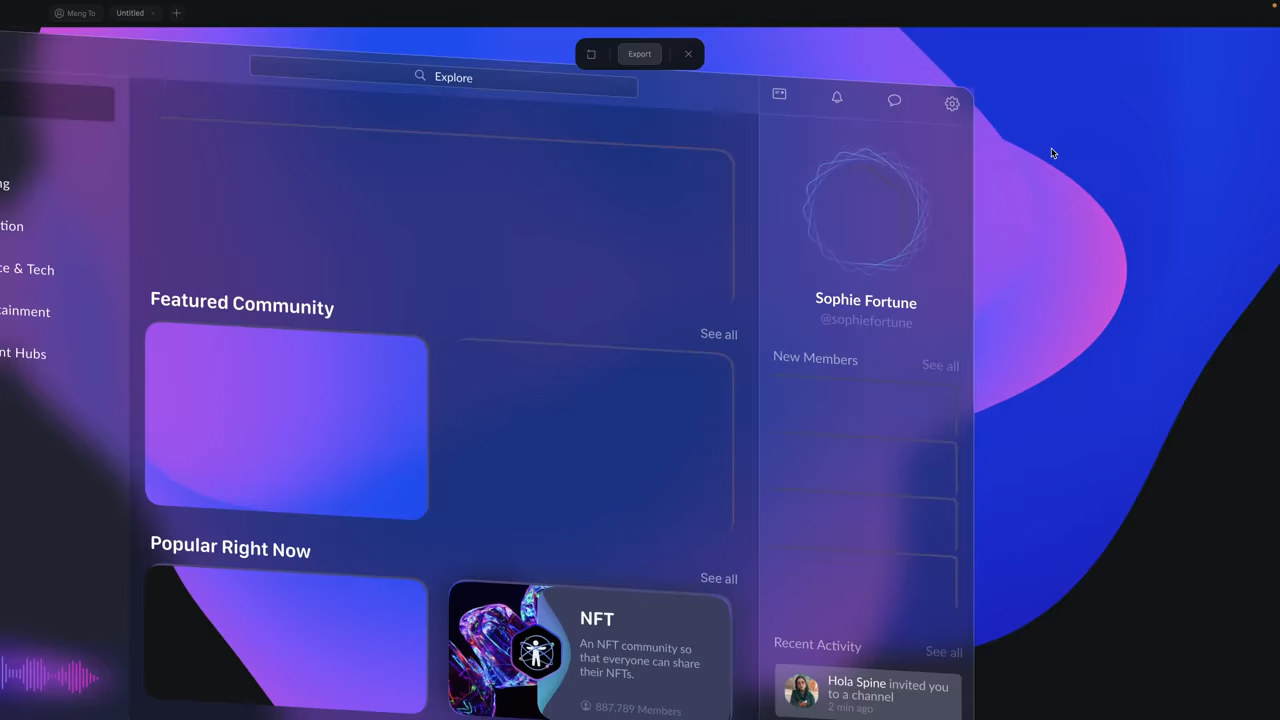 Meng To
Untitled
Export
Explore
ng
tion
ce & Tech
tainment
nt Hubs
Featured Community
See all
Popular Right Now
See all
NFT
An NFT community so
that everyone can share
their NFTs.
887,789 Members
Sophie Fortune
@sophiefortune
New Members
See all
Recent Activity
See all
Hola Spine invited you
to a channel
2 min ago